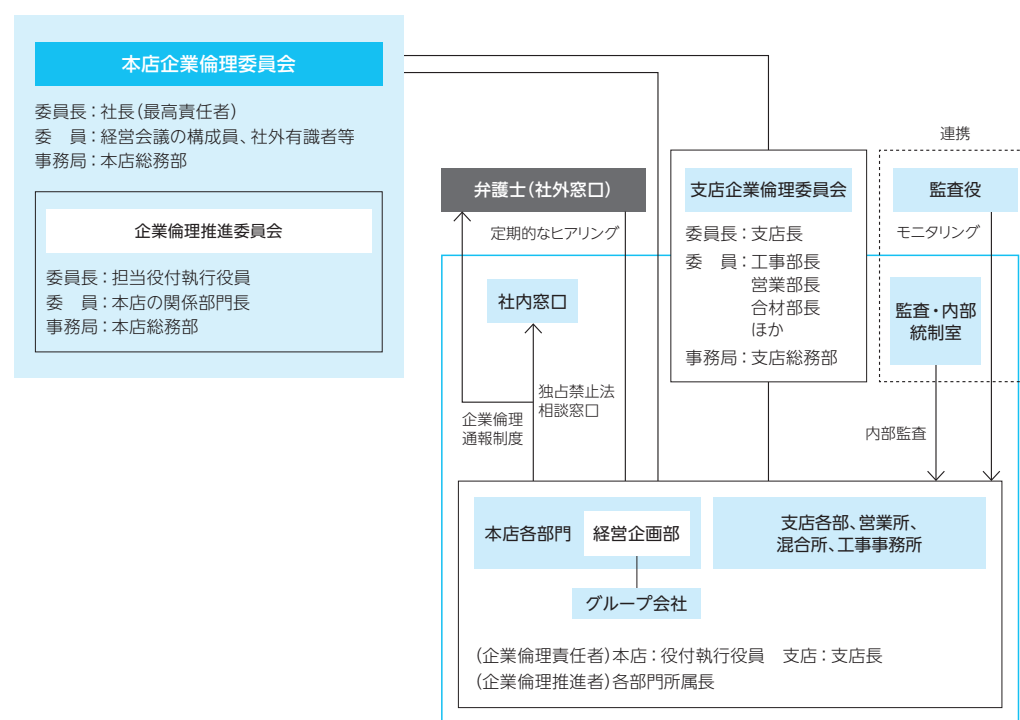 本店企業倫理委員会
委員長：社長(最高責任者)
委　員：経営会議の構成員、社外有識者等
事務局：本店総務部
企業倫理推進委員会
委員長：担当役付執行役員
委　員：本店の関係部門長
事務局：本店総務部
弁護士(社外窓口)
定期的なヒアリング
社内窓口
独占禁止法
相談窓口
企業倫理
通報制度
支店企業倫理委員会
委員長：支店長
委　員：工事部長
営業部長
合材部長
ほか
事務局：支店総務部
連携
監査役
モニタリング
監査・内部
統制室
内部監査
本店各部門
経営企画部
グループ会社
支店各部、営業所、
混合所、工事事務所
(企業倫理責任者)本店：役付執行役員　支店：支店長
(企業倫理推進者)各部門所属長